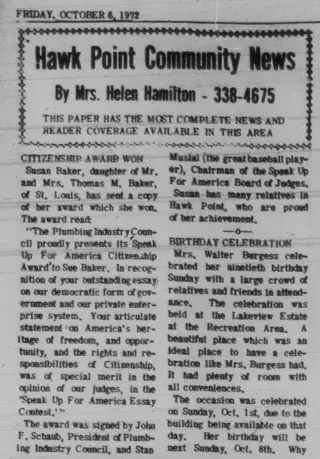 FRIDAY, OCTOBER 6, 1972
Hawk Point Community News
By Mrs. Helen Hamilton - 338-4675
THIS PAPER HAS THE MOST COMPLETE NEWS AND
READER COVERAGE AVAILABLE IN THIS AREA
CITIZENSHIP AWARD WON
Susan Baker, daughter of Mr.
and Mrs. Thomas M. Baker,
of St. Louis, has sent a copy
of her award which she won.
The award read:
"The Plumbing Industry Coun-
cil proudly presents its Speak
Up For America Citizenship
Award to Sue Baker. In recog-
nition of your outstanding essay
on our democratic form of gov-
ernment and our private enter-
prise system. Your articulate
statement on America's her-
itage of freedom, and oppor-
tunity, and the rights and re-
sponsibilities of Citizenship,
was of special merit in the
opinion of our judges, in the
'Speak Up For America Essay
Contest.'"
The award was signed by John
F. Schaub, President of Plumb-
ing Industry Council, and Stan
Musial (the great baseball play-
er), Chairman of the Speak Up
For America Board of Judges.
Susan has many relatives in
Hawk Point, who are proud
of her achievement.
—o—
BIRTHDAY CELEBRATION
Mrs. Walter Burgess cele-
brated her ninetieth birthday
Sunday with a large crowd of
relatives and friends in attend-
ance. The celebration was
held at the Lakeview Estate
at the Recreation Area. A
beautiful place which was an
ideal place to have a cele-
bration like Mrs. Burgess had.
It had plenty of room with
all conveniences.
The occasion was celebrated
on Sunday, Oct. 1st, due to the
building being available on that
day. Her birthday will be
next Sunday, Oct. 8th. Why